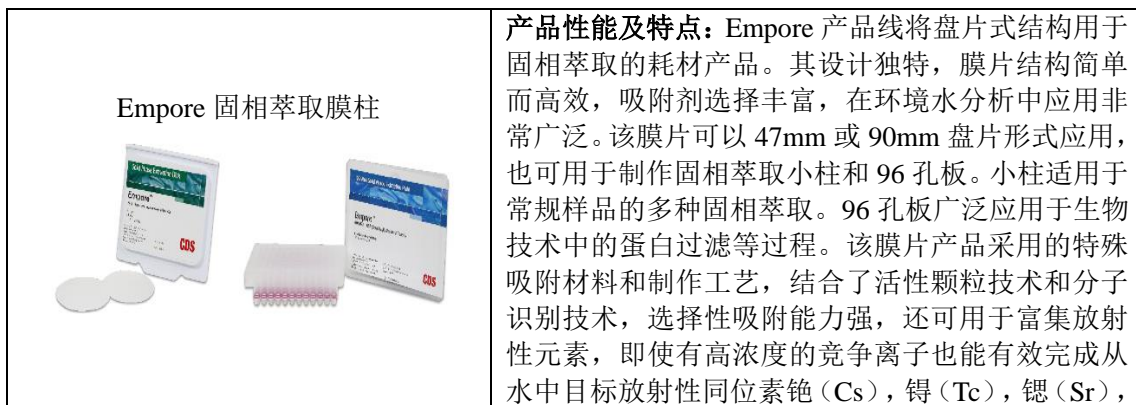 Empore 固相萃取膜柱
Empore
CDS
Empore
CDS
产品性能及特点：Empore 产品线将盘片式结构用于
固相萃取的耗材产品。其设计独特，膜片结构简单
而高效，吸附剂选择丰富，在环境水分析中应用非
常广泛。该膜片可以 47mm 或 90mm 盘片形式应用，
也可用于制作固相萃取小柱和 96 孔板。小柱适用于
常规样品的多种固相萃取。96 孔板广泛应用于生物
技术中的蛋白过滤等过程。该膜片产品采用的特殊
吸附材料和制作工艺，结合了活性颗粒技术和分子
识别技术，选择性吸附能力强，还可用于富集放射
性元素，即使有高浓度的竞争离子也能有效完成从
水中目标放射性同位素铯（Cs），锝（Tc），锶（Sr），